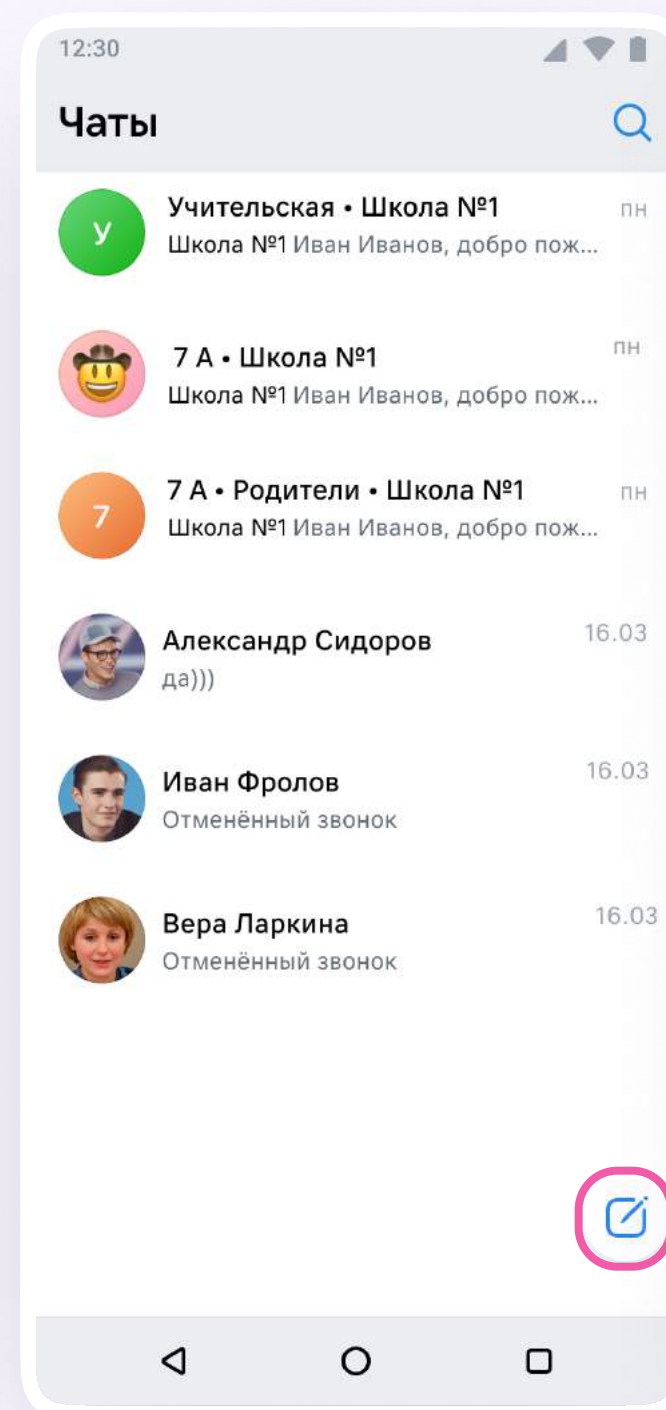 12:30
Чаты
У
Учительская • Школа №1
пн
Школа №1 Иван Иванов, добро пож...
7 А • Школа №1
пн
Школа №1 Иван Иванов, добро пож...
7
7 А • Родители • Школа №1
пн
Школа №1 Иван Иванов, добро пож...
Александр Сидоров
16.03
да)))
Иван Фролов
16.03
Отменённый звонок
Вера Ларкина
16.03
Отменённый звонок